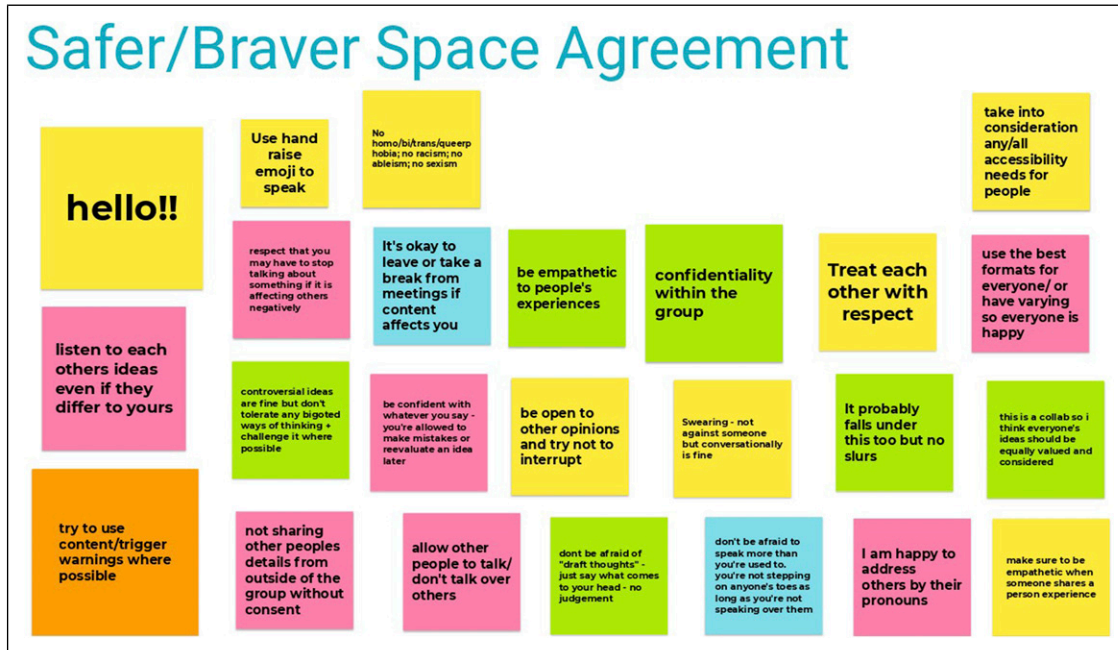 Safer/Braver Space Agreement
hello!!
Use hand
raise
emoji to
speak
No
homo/bi/trans/queerp
hobia; no racism; no
ableism; no sexism
take into
consideration
any/all
accessibility
needs for
people
respect that you
may have to stop
talking about
something if it is
affecting others
negatively
It's okay to
leave or take a
break from
meetings if
content
affects you
be empathetic
to people's
experiences
confidentiality
within the
group
Treat each
other with
respect
use the best
formats for
everyone/ or
have varying
so everyone is
happy
listen to each
others ideas
even if they
differ to yours
controversial ideas
are fine but don't
tolerate any bigoted
ways of thinking +
challenge it where
possible
be confident with
whatever you say -
you're allowed to
make mistakes or
reevaluate an idea
later
be open to
other opinions
and try not to
interrupt
Swearing - not
against someone
but conversationally
is fine
It probably
falls under
this too but no
slurs
this is a collab so i
think everyone's
ideas should be
equally valued and
considered
try to use
content/trigger
warnings where
possible
not sharing
other peoples
details from
outside of the
group without
consent
allow other
people to talk/
don't talk over
others
dont be afraid of
"draft thoughts" -
just say what comes
to your head - no
judgement
don't be afraid to
speak more than
you're used to.
you're not stepping
on anyone's toes as
long as you're not
speaking over them
I am happy to
address
others by their
pronouns
make sure to be
empathetic when
someone shares a
person experience